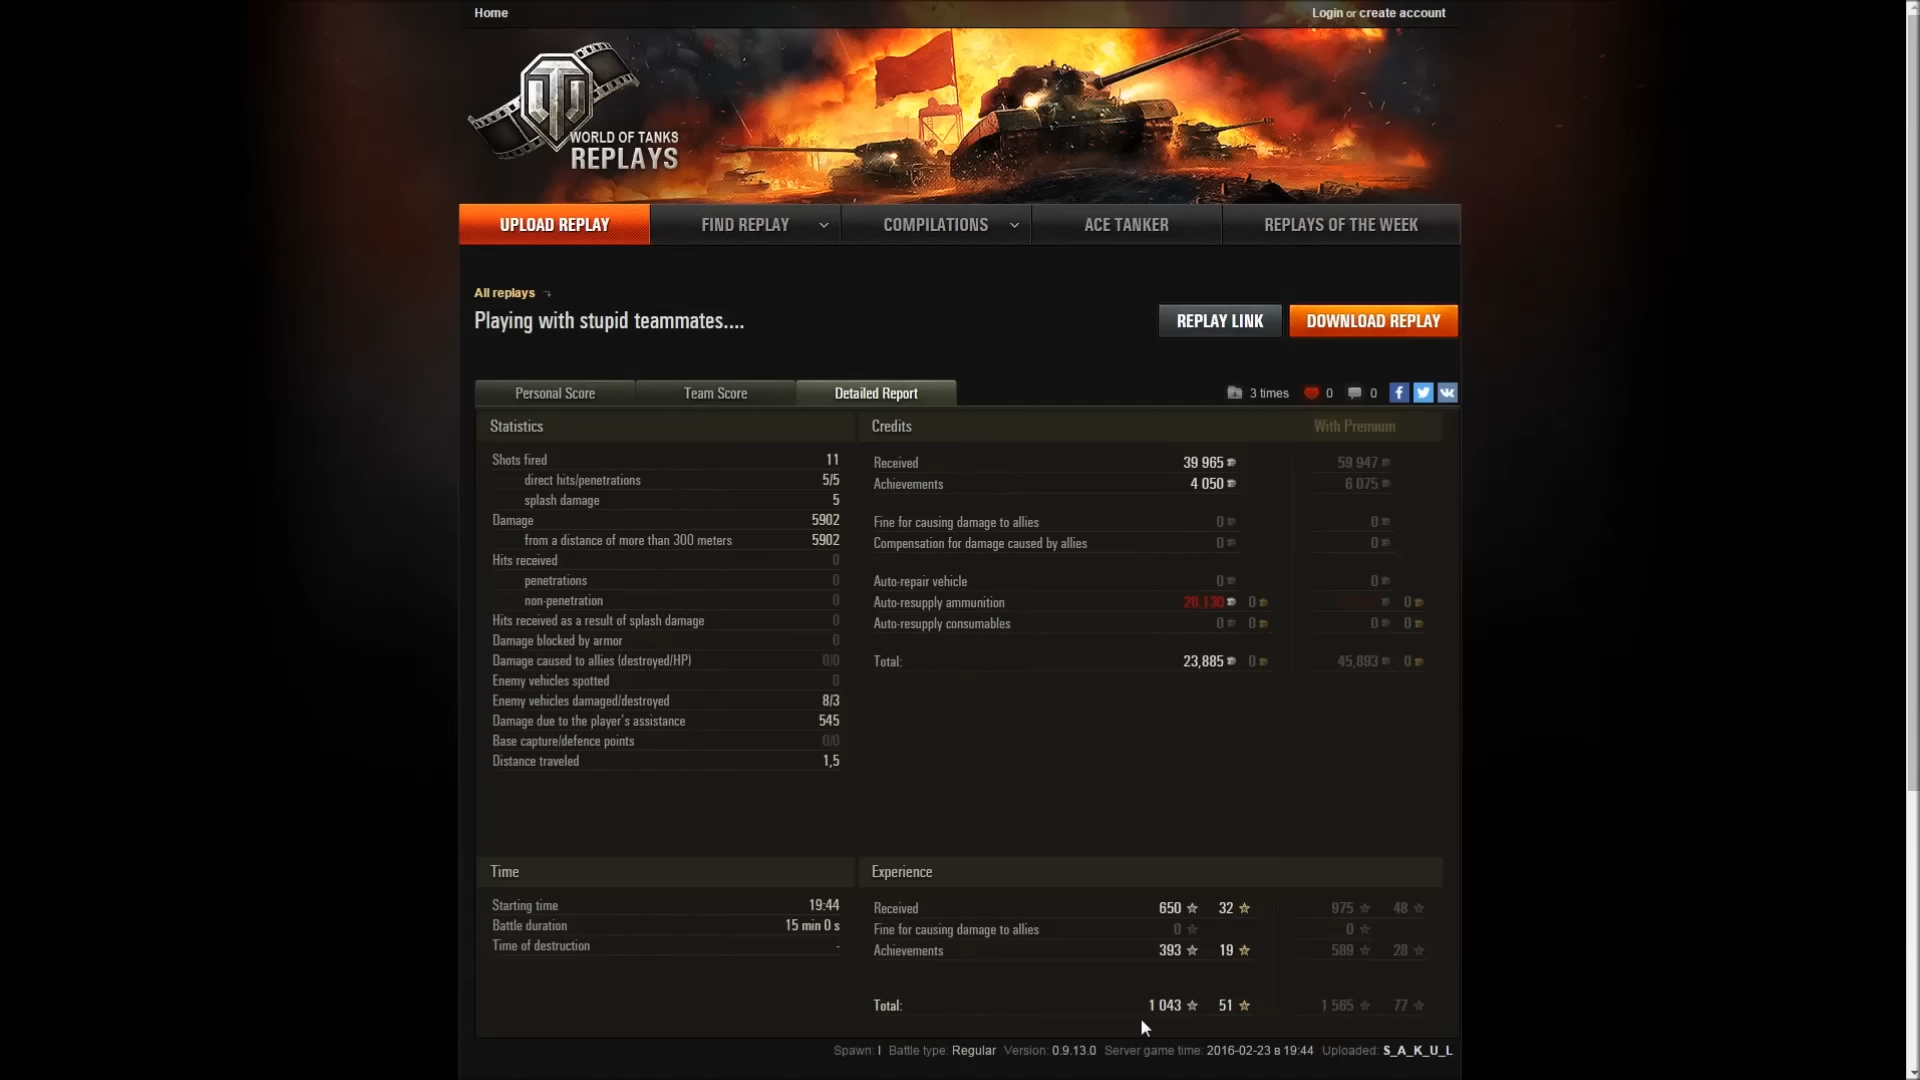 Home
Login or create account
WORLD OF TANKS
REPLAYS
UPLOAD REPLAY
FIND REPLAY
COMPILATIONS
ACE TANKER
REPLAYS OF THE WEEK
All replays
Playing with stupid teammates....
REPLAY LINK
DOWNLOAD REPLAY
Personal Score
Team Score
Detailed Report
3 times
0
0
Statistics
Shots fired 11
direct hits/penetrations 5/5
splash damage 5
Damage 5902
from a distance of more than 300 meters 5902
Hits received 0
penetrations 0
non-penetration 0
Hits received as a result of splash damage 0
Damage blocked by armor 0
Damage caused to allies (destroyed/HP) 0/0
Enemy vehicles spotted 0
Enemy vehicles damaged/destroyed 8/3
Damage due to the player's assistance 545
Base capture/defence points 0/0
Distance traveled 1,5
Credits With Premium
Received 39 965 59 947
Achievements 4 050 6 075
Fine for causing damage to allies 0 0
Compensation for damage caused by allies 0 0
Auto-repair vehicle 0 0
Auto-resupply ammunition 20,130 0 0
Auto-resupply consumables 0 0 0 0
Total: 23,885 0 45,893 0
Time
Starting time 19:44
Battle duration 15 min 0 s
Time of destruction -
Experience
Received 650 32 975 48
Fine for causing damage to allies 0 0
Achievements 393 19 589 28
Total: 1 043 51 1 565 77
Spawn: I Battle type: Regular Version: 0.9.13.0 Server game time: 2016-02-23 в 19:44 Uploaded: S_A_K_U_L